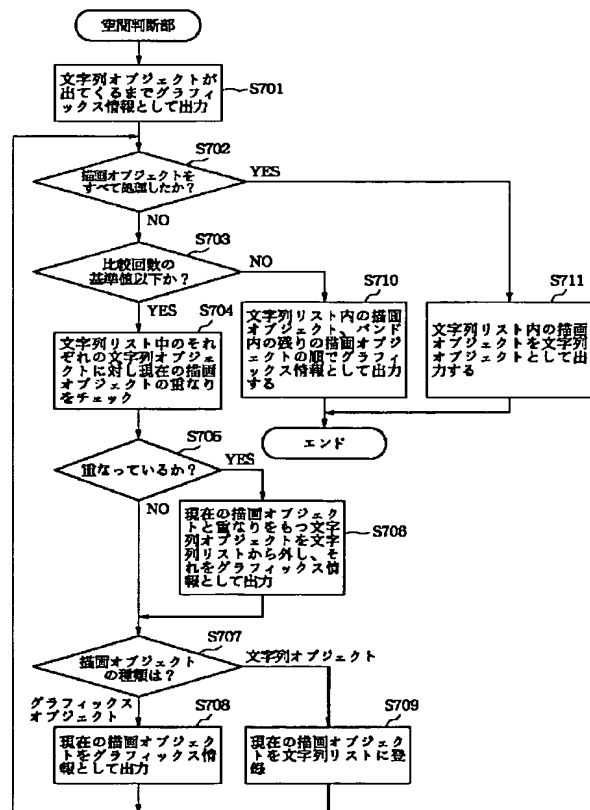 空間判断部
文字列オブジェクトが
出てくるまでグラフィ
ックス情報として出力
S701
S702
描画オブジェクトを
すべて処理したか？
YES
NO
S703
比較回数の
基準値以下か？
NO
YES
S704
文字列リスト中のそれ
ぞれの文字列オブジェ
クトに対し現在の描画
オブジェクトの重なり
をチェック
S710
文字列リスト内の描画
オブジェクト、バンド
内の残りの描画オブジ
ェクトの順でグラフィ
ックス情報として出力
する
S711
文字列リスト内の描画
オブジェクトを文字列
オブジェクトとして出
力する
エンド
S705
重なっているか？
YES
NO
現在の描画オブジェク
トと重なりをもつ文字
列オブジェクトを文字
列リストから外し、そ
れをグラフィックス情
報として出力
S706
S707
描画オブジェクト
の種類は？
文字列オブジェクト
グラフィックス
オブジェクト
S708
現在の描画オブジェク
トをグラフィックス情
報として出力
S709
現在の描画オブジェク
トを文字列リストに登
録